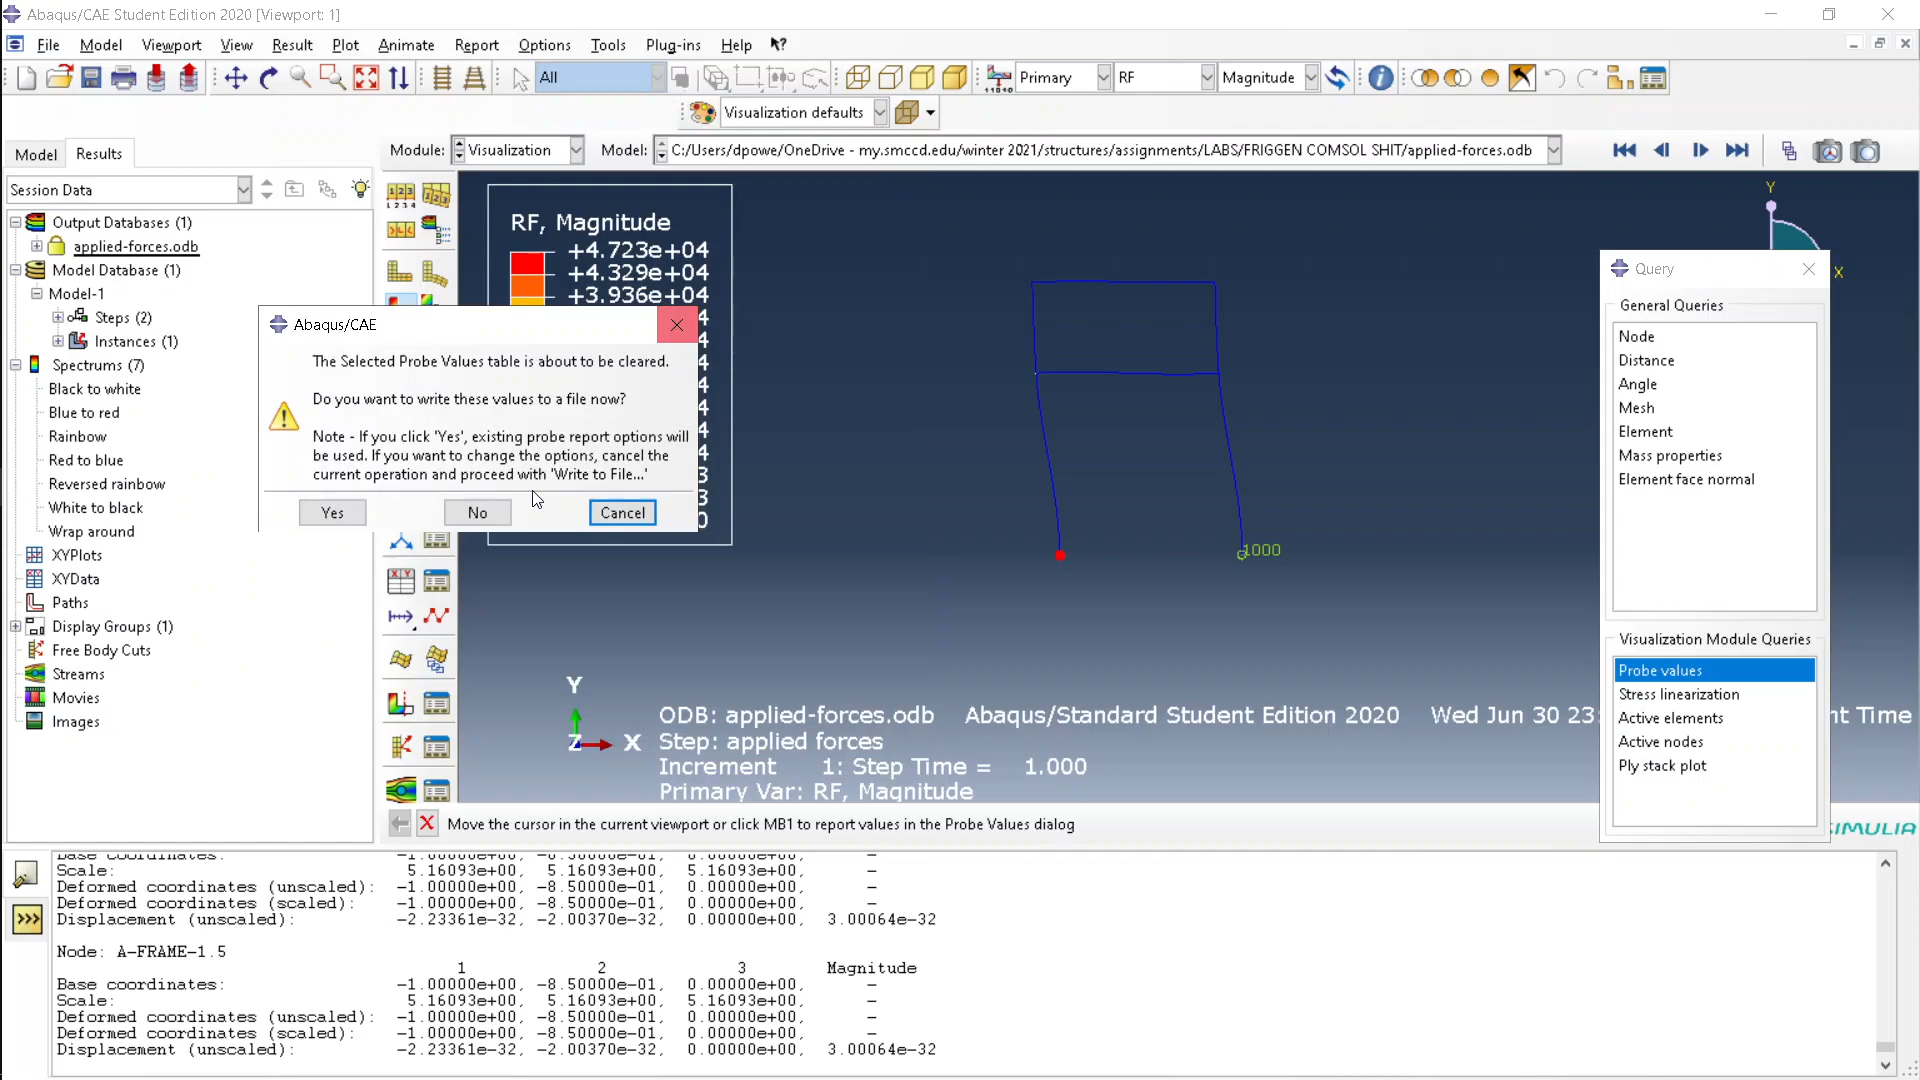 Abaqus/CAE Student Edition 2020 [Viewport: 1]
File Model Viewport View Result Plot Animate Report Options Tools Plug-ins Help
All
Primary
RF
Magnitude
Visualization defaults
Model Results
Module: Visualization Model: C:/Users/dpowe/OneDrive - my.smccd.edu/winter 2021/structures/assignments/LABS/FRIGGEN COMSOL SHIT/applied-forces.odb
Session Data
Output Databases (1)
applied-forces.odb
Model Database (1)
Model-1
Steps (2)
Instances (1)
Spectrums (7)
Black to white
Blue to red
Rainbow
Red to blue
Reversed rainbow
White to black
Wrap around
XYPlots
XYData
Paths
Display Groups (1)
Free Body Cuts
Streams
Movies
Images
RF, Magnitude
+4.723e+04
+4.329e+04
+3.936e+04
Abaqus/CAE
The Selected Probe Values table is about to be cleared.
Do you want to write these values to a file now?
Note - If you click 'Yes', existing probe report options will
be used. If you want to change the options, cancel the
current operation and proceed with 'Write to File...'
Yes No Cancel
1000
Y
X
Query
General Queries
Node
Distance
Angle
Mesh
Element
Mass properties
Element face normal
Visualization Module Queries
Probe values
Stress linearization
Active elements
Active nodes
Ply stack plot
Y
Z X
ODB: applied-forces.odb Abaqus/Standard Student Edition 2020 Wed Jun 30 23: nt Time
Step: applied forces
Increment 1: Step Time = 1.000
Primary Var: RF, Magnitude
Move the cursor in the current viewport or click MB1 to report values in the Probe Values dialog
SIMULIA
Scale: 5.16093e+00, 5.16093e+00, 5.16093e+00, -
Deformed coordinates (unscaled): -1.00000e+00, -8.50000e-01, 0.00000e+00, -
Deformed coordinates (scaled): -1.00000e+00, -8.50000e-01, 0.00000e+00, -
Displacement (unscaled): -2.23361e-32, -2.00370e-32, 0.00000e+00, 3.00064e-32
Node: A-FRAME-1.5
1 2 3 Magnitude
Base coordinates: -1.00000e+00, -8.50000e-01, 0.00000e+00, -
Scale: 5.16093e+00, 5.16093e+00, 5.16093e+00, -
Deformed coordinates (unscaled): -1.00000e+00, -8.50000e-01, 0.00000e+00, -
Deformed coordinates (scaled): -1.00000e+00, -8.50000e-01, 0.00000e+00, -
Displacement (unscaled): -2.23361e-32, -2.00370e-32, 0.00000e+00, 3.00064e-32